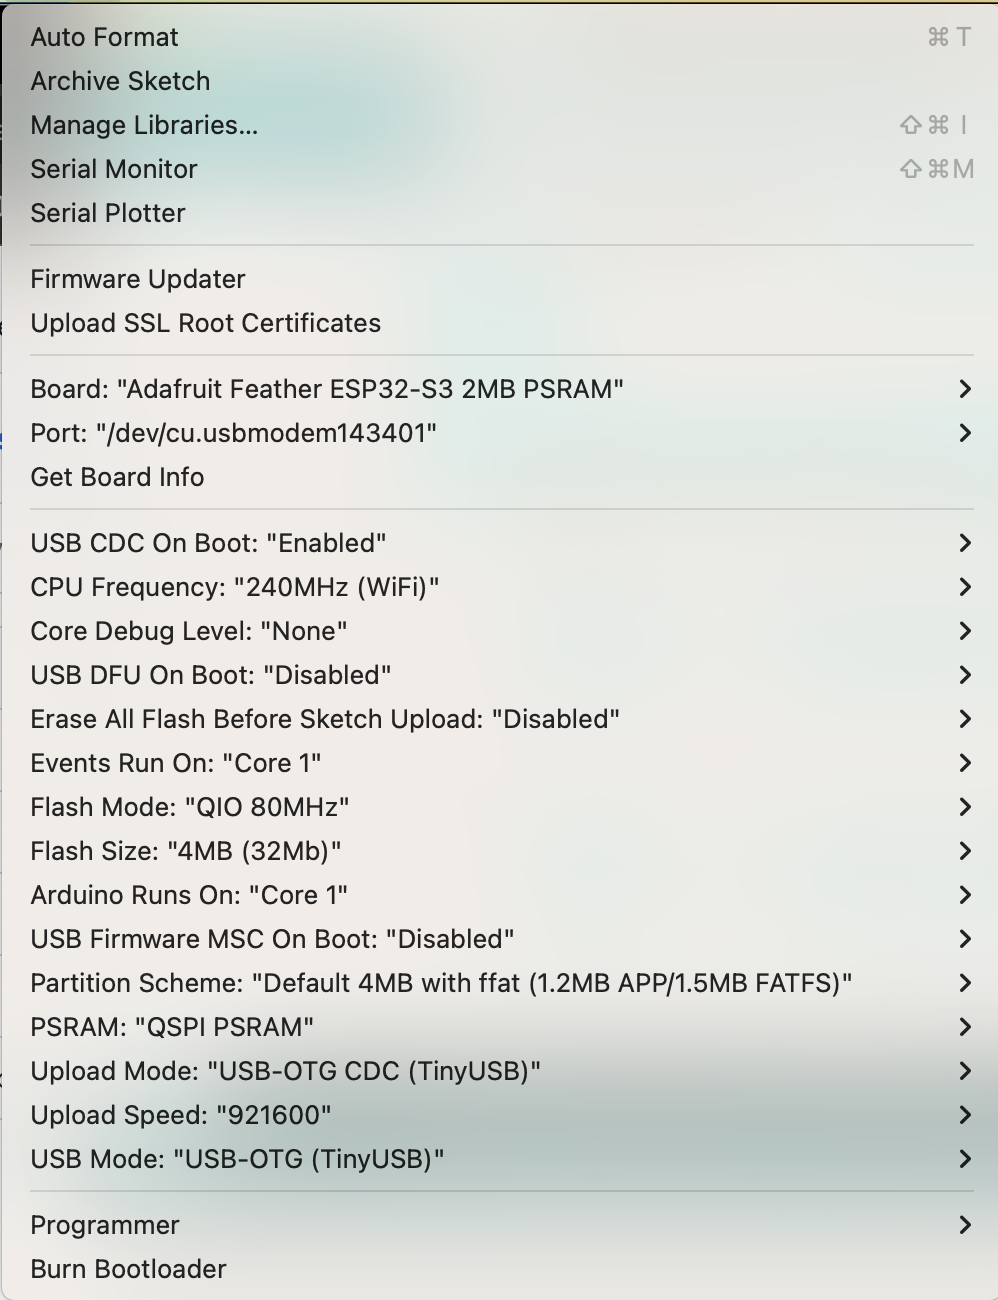 Auto Format ⌘ T
Archive Sketch
Manage Libraries... ⇧ ⌘ I
Serial Monitor ⇧ ⌘ M
Serial Plotter
Firmware Updater
Upload SSL Root Certificates
Board: "Adafruit Feather ESP32-S3 2MB PSRAM"
Port: "/dev/cu.usbmodem143401"
Get Board Info
USB CDC On Boot: "Enabled"
CPU Frequency: "240MHz (WiFi)"
Core Debug Level: "None"
USB DFU On Boot: "Disabled"
Erase All Flash Before Sketch Upload: "Disabled"
Events Run On: "Core 1"
Flash Mode: "QIO 80MHz"
Flash Size: "4MB (32Mb)"
Arduino Runs On: "Core 1"
USB Firmware MSC On Boot: "Disabled"
Partition Scheme: "Default 4MB with ffat (1.2MB APP/1.5MB FATFS)"
PSRAM: "QSPI PSRAM"
Upload Mode: "USB-OTG CDC (TinyUSB)"
Upload Speed: "921600"
USB Mode: "USB-OTG (TinyUSB)"
Programmer
Burn Bootloader